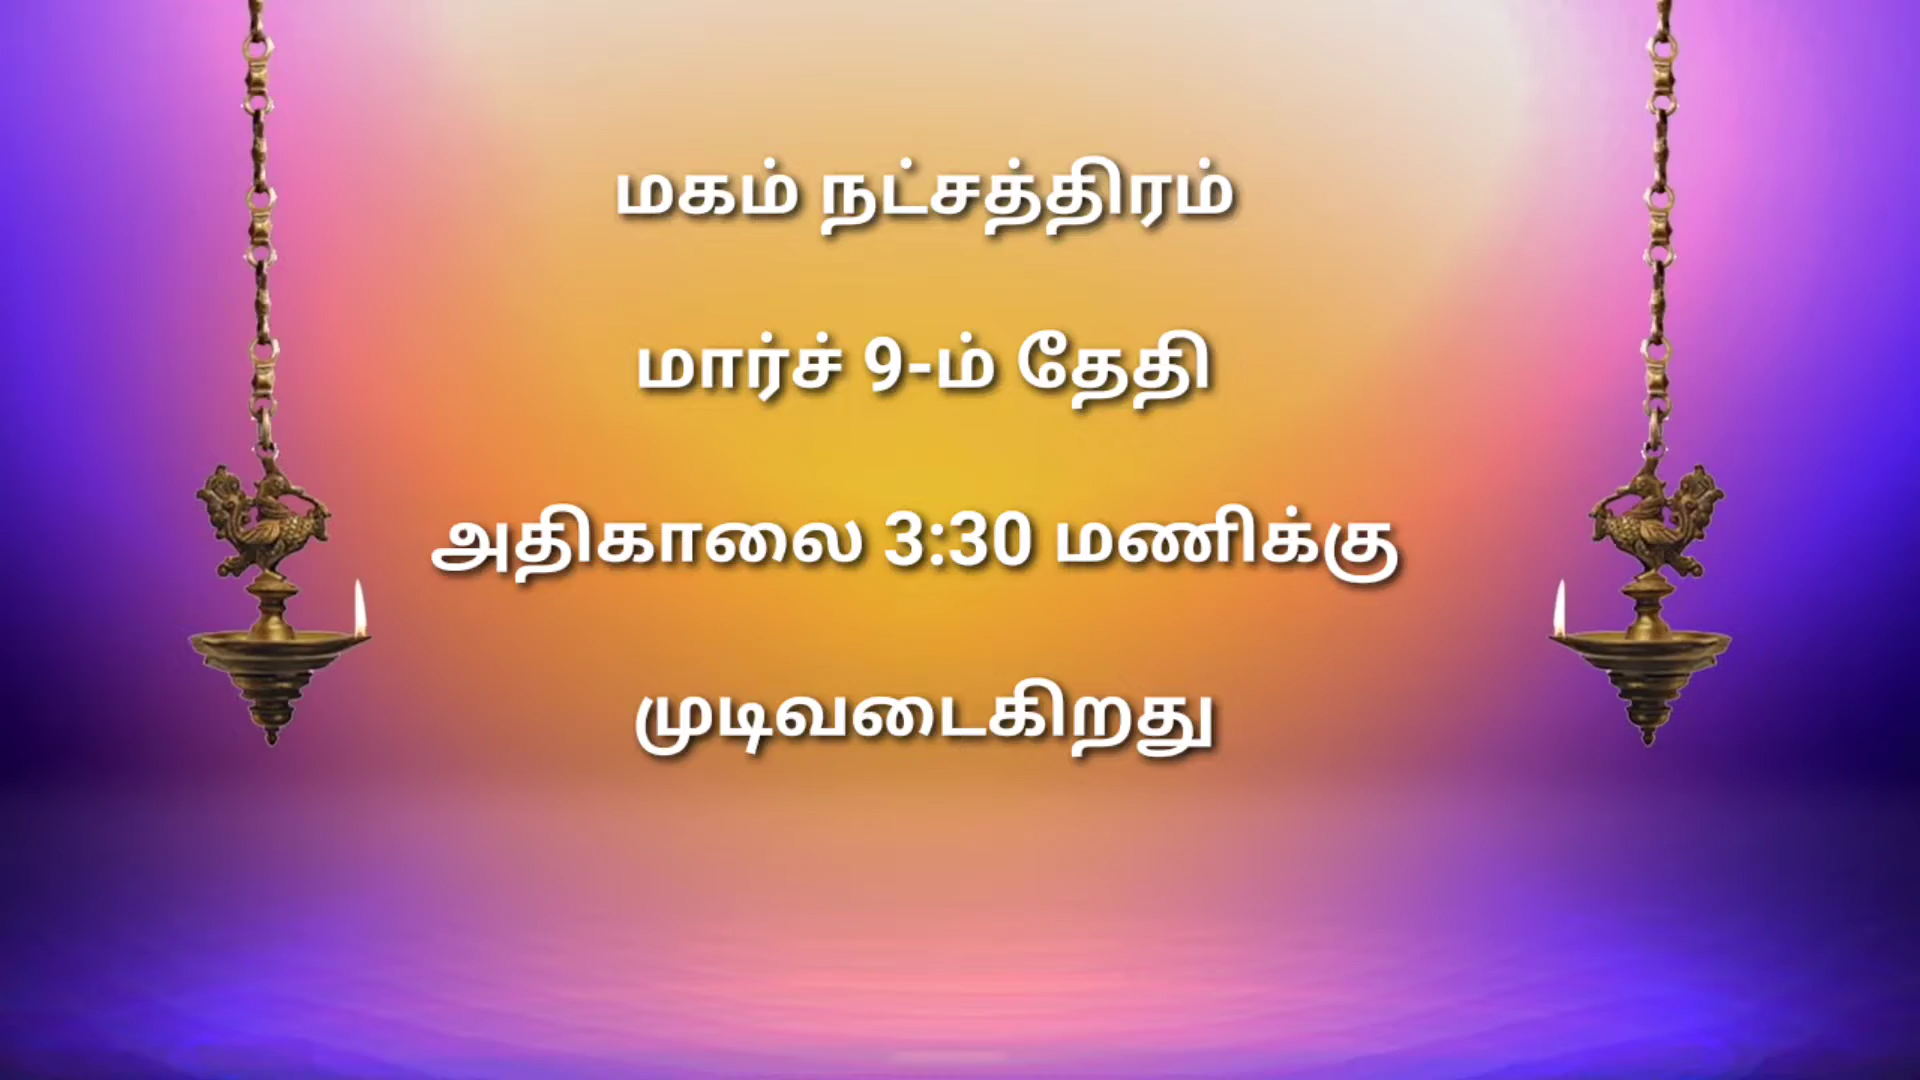 மகம் நட்சத்திரம்
மார்ச் 9-ம் தேதி
அதிகாலை 3:30 மணிக்கு
முடிவடைகிறது